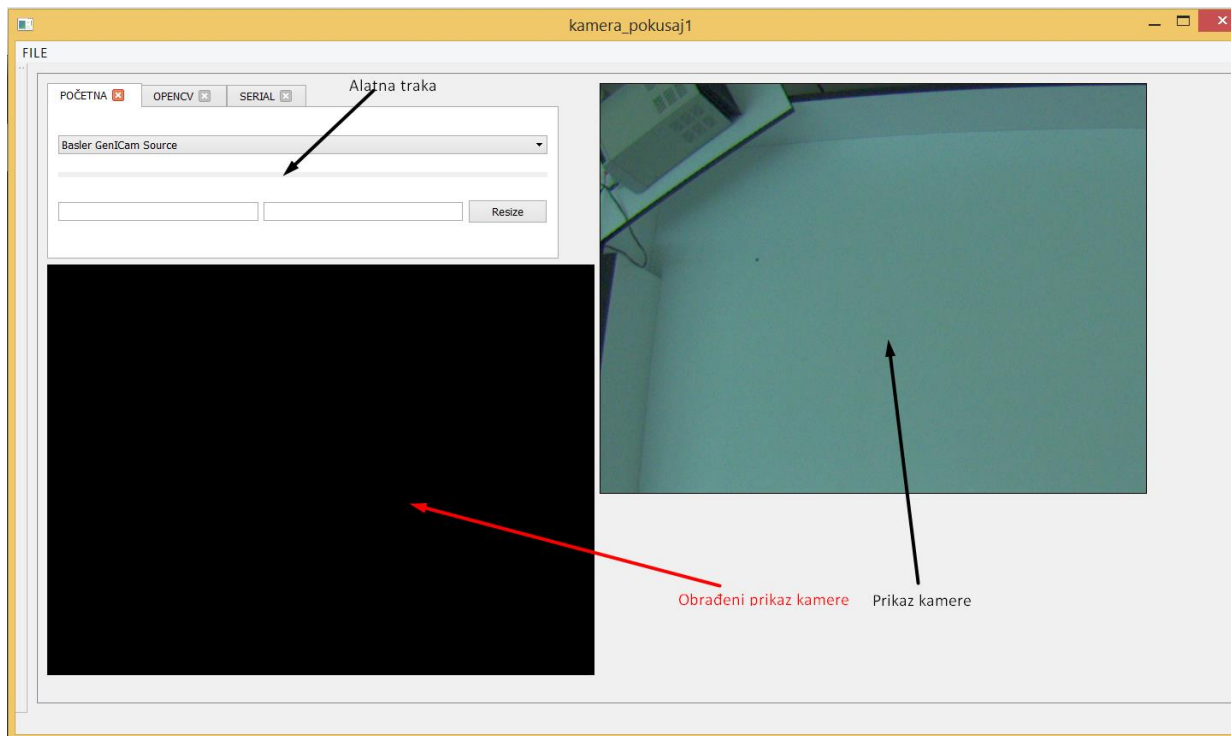 kamera_pokusaj1
FILE
POČETNA
OPENCV
SERIAL
Alatna traka
Basler GenICam Source
Resize
Obrađeni prikaz kamere
Prikaz kamere